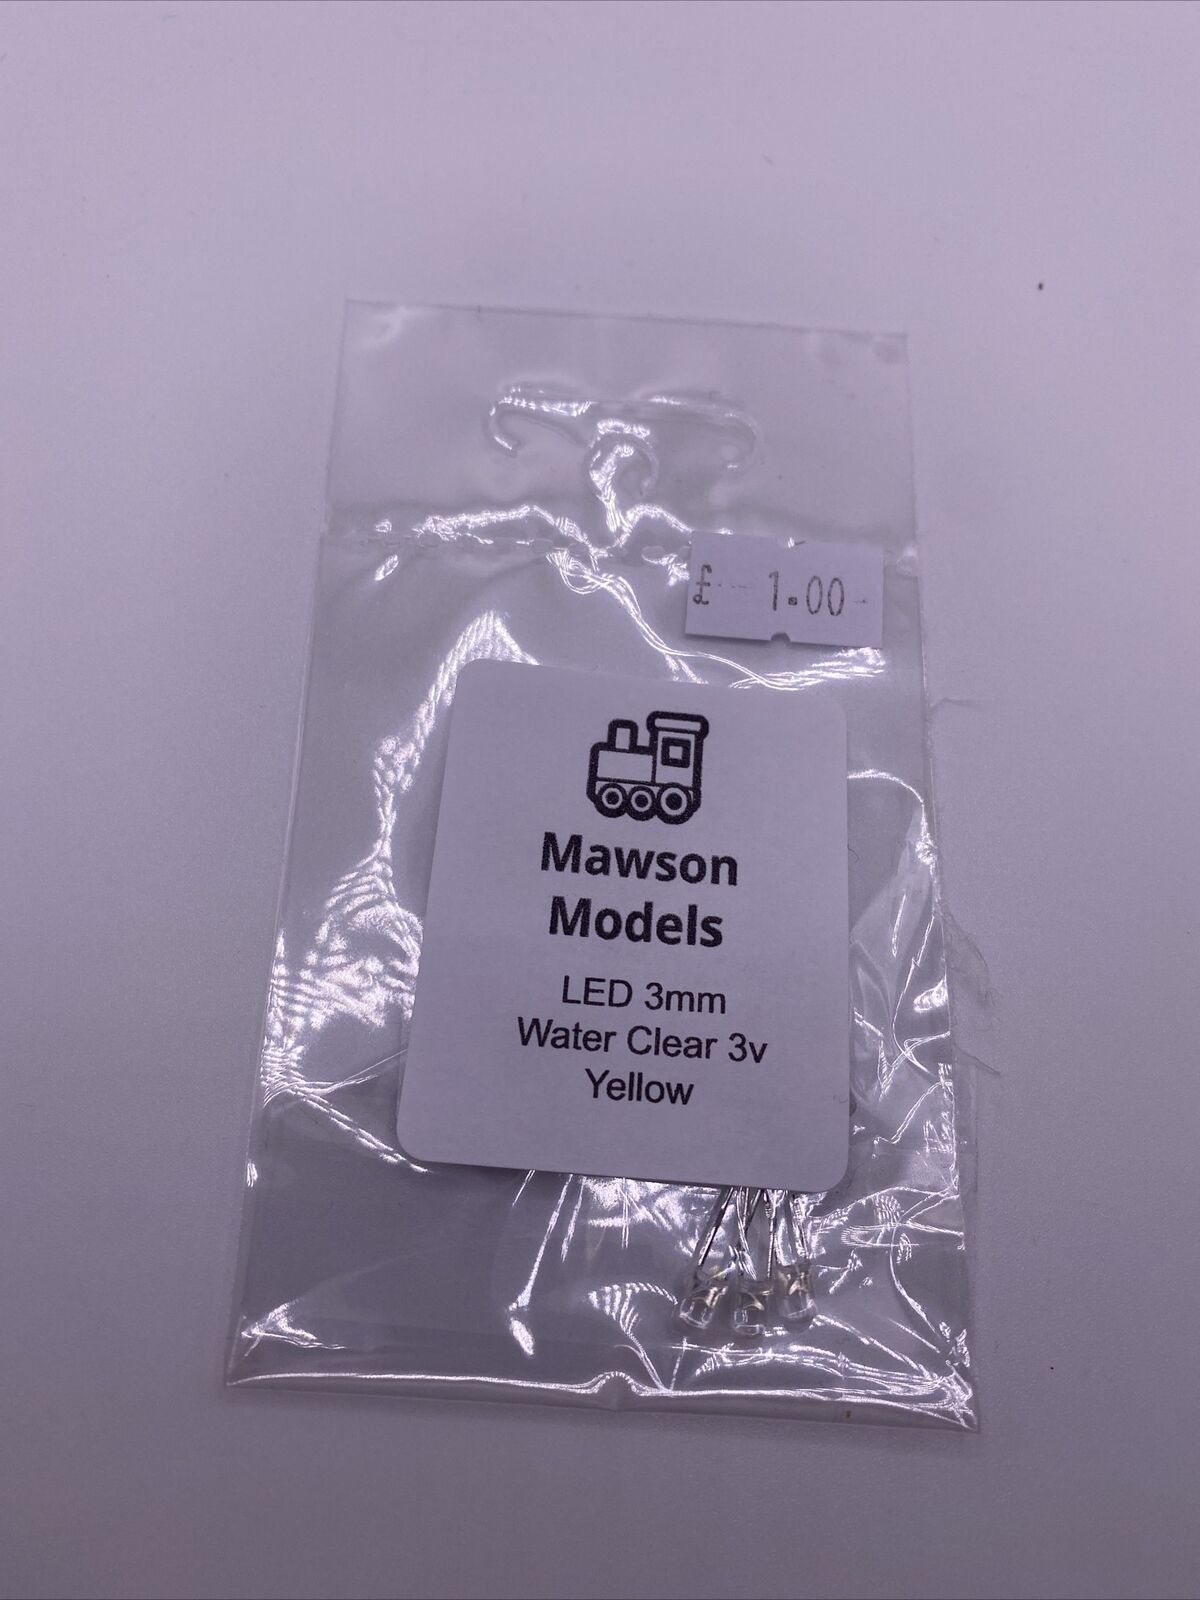 £ 1.00
Mawson
Models
LED 3mm
Water Clear 3v
Yellow